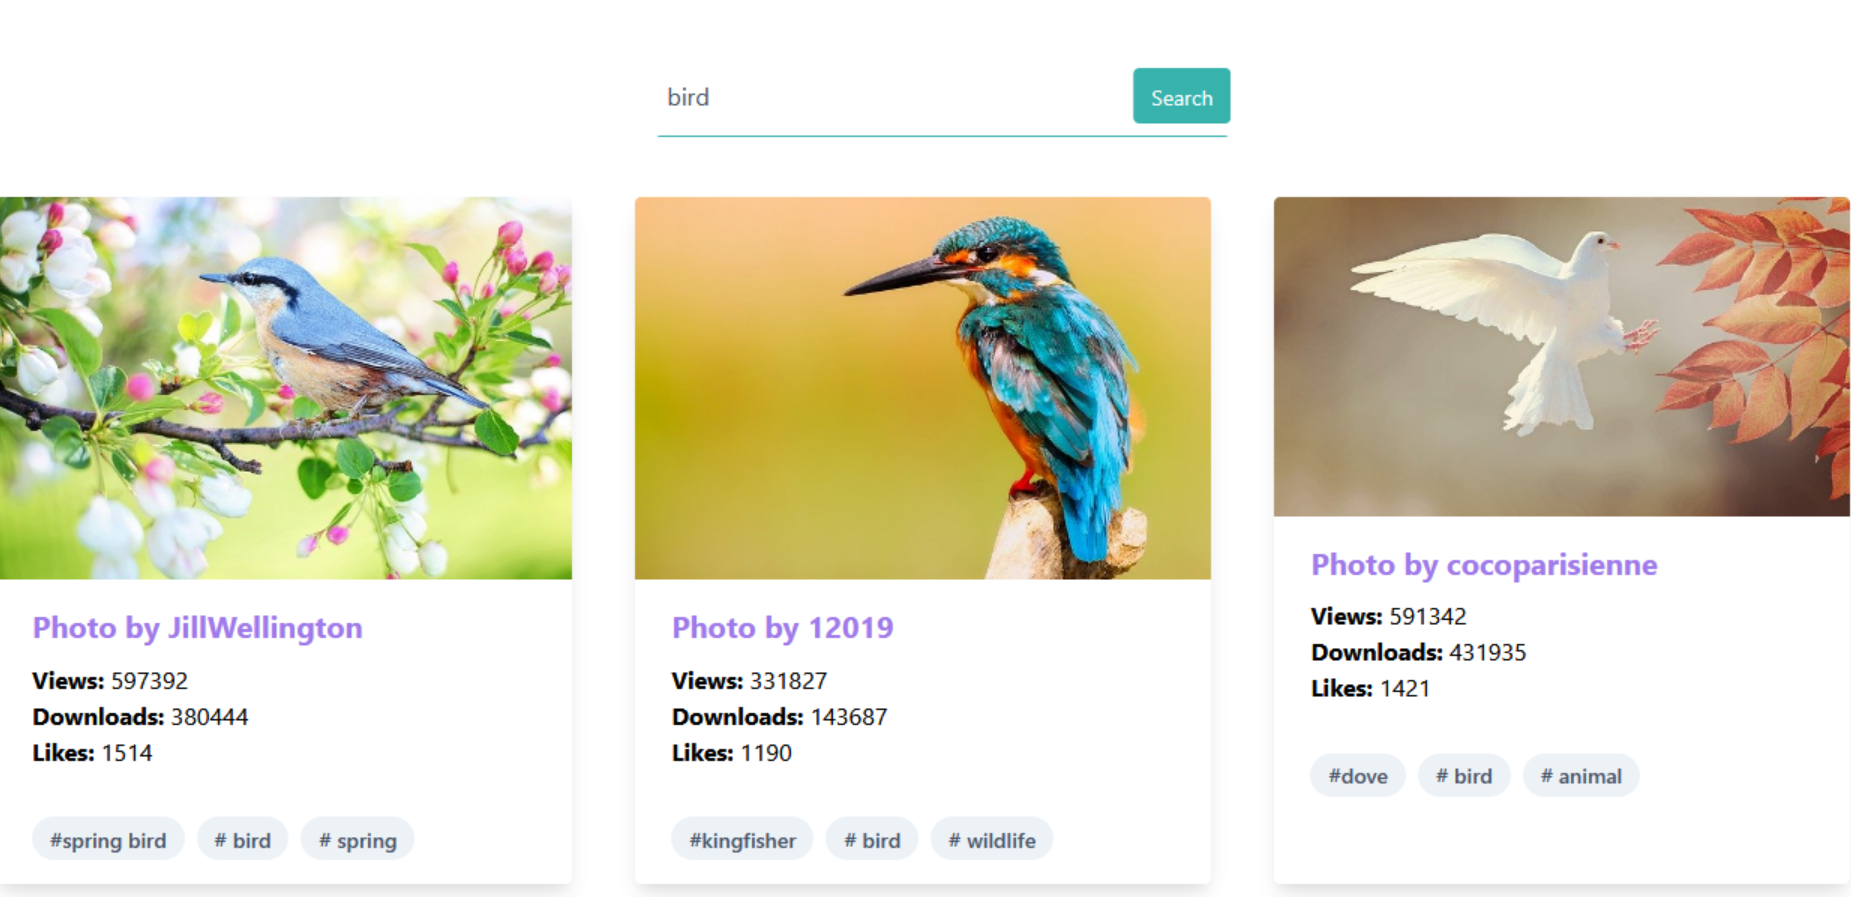 bird
Search
Photo by JillWellington
Views: 597392
Downloads: 380444
Likes: 1514
#spring bird
# bird
# spring
Photo by 12019
Views: 331827
Downloads: 143687
Likes: 1190
#kingfisher
# bird
# wildlife
Photo by cocoparisienne
Views: 591342
Downloads: 431935
Likes: 1421
#dove
# bird
# animal